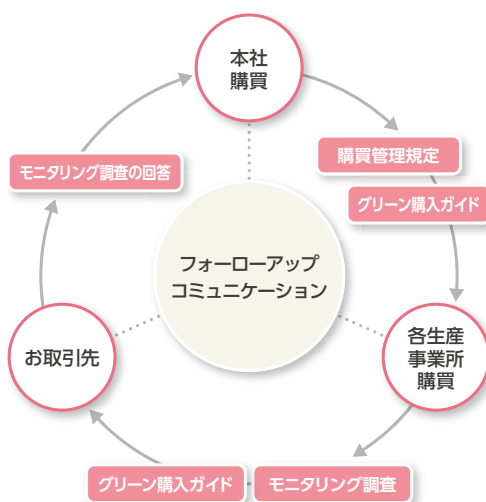 本社
購買
購買管理規定
グリーン購入ガイド
モニタリング調査の回答
フォーローアップ
コミュニケーション
お取引先
各生産
事業所
購買
グリーン購入ガイド
モニタリング調査